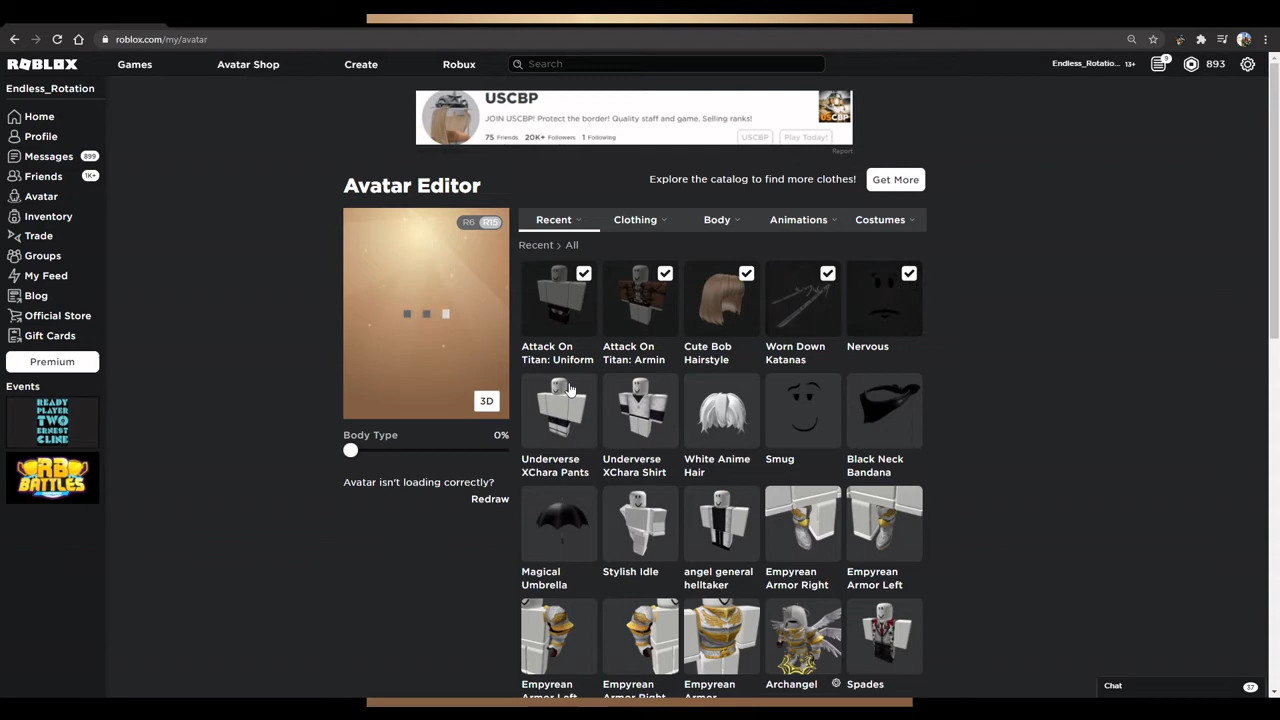 roblox.com/my/avatar
ROBLOX
Games
Avatar Shop
Create
Robux
Search
Endless_Rotatio... 13+
9
893
Endless_Rotation
Home
Profile
Messages 899
Friends 1K+
Avatar
Inventory
Trade
Groups
My Feed
Blog
Official Store
Gift Cards
Premium
Events
READY
PLAYER
TWO
ERNEST
CLINE
RB
BATTLES
USCBP
JOIN USCBP! Protect the border! Quality staff and game. Selling ranks!
75 Friends 20K+ Followers 1 Following
USCBP
Play Today!
USCBP
Report
Avatar Editor
Explore the catalog to find more clothes!
Get More
R6 R15
3D
Body Type 0%
Avatar isn't loading correctly?
Redraw
Recent
Clothing
Body
Animations
Costumes
Recent > All
Attack On
Titan: Uniform
Attack On
Titan: Armin
Cute Bob
Hairstyle
Worn Down
Katanas
Nervous
Underverse
XChara Pants
Underverse
XChara Shirt
White Anime
Hair
Smug
Black Neck
Bandana
Magical
Umbrella
Stylish Idle
angel general
helltaker
Empyrean
Armor Right
Empyrean
Armor Left
Empyrean
Armor Left
Empyrean
Armor Right
Empyrean
Armor
Archangel
Spades
Chat 37